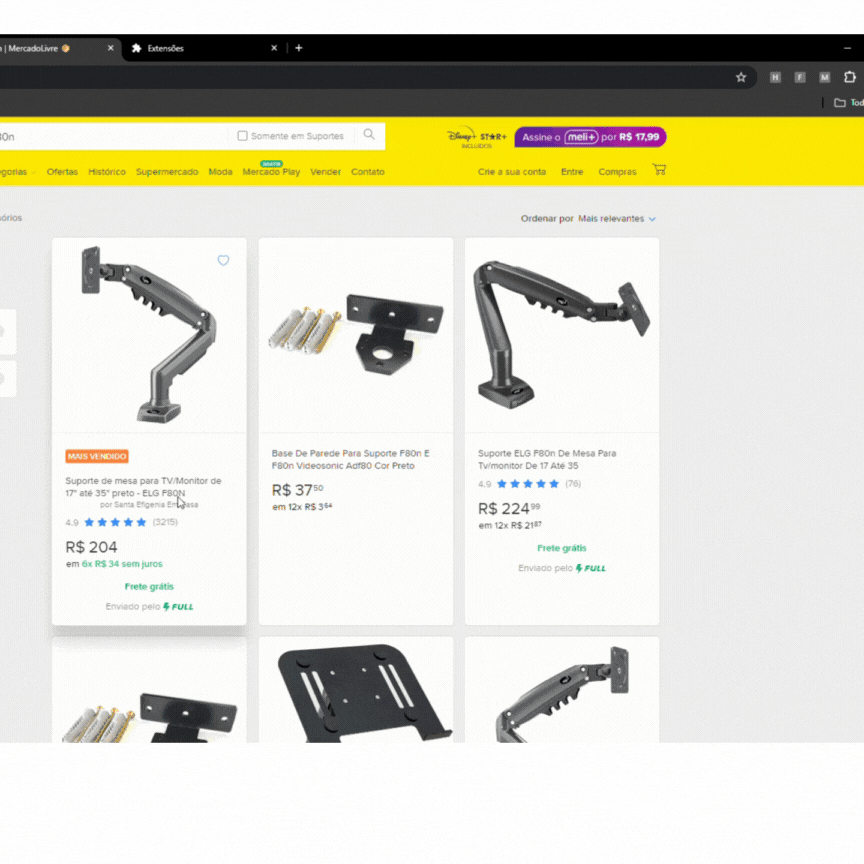 | MercadoLivre
Extensões
H F M
Tod
80n
Somente em Suportes
Disney+ STAR+
INCLUÍDOS
Assine o meli+ por R$ 17,99
gorias
Ofertas
Histórico
Supermercado
Moda
GRÁTIS
Mercado Play
Vender
Contato
Crie a sua conta
Entre
Compras
órios
Ordenar por Mais relevantes
MAIS VENDIDO
Suporte de mesa para TV/Monitor de
17" até 35" preto - ELG F80N
por Santa Efigenia
4.9 (3215)
R$ 204
em 6x R$ 34 sem juros
Frete grátis
Enviado pelo FULL
Base De Parede Para Suporte F80n E
F80n Videosonic Adf80 Cor Preto
R$ 37 50
em 12x R$ 3 64
Suporte ELG F80n De Mesa Para
Tv/monitor De 17 Até 35
4.9 (76)
R$ 224 99
em 12x R$ 21 87
Frete grátis
Enviado pelo FULL